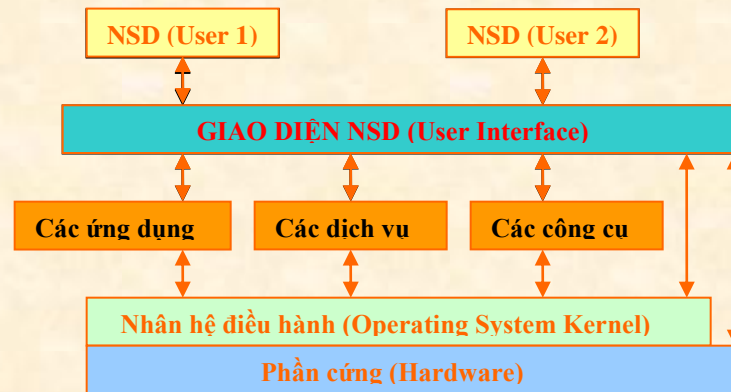 NSD (User 1)
NSD (User 2)
GIAO DIỆN NSD (User Interface)
Các ứng dụng
Các dịch vụ
Các công cụ
Nhân hệ điều hành (Operating System Kernel)
Phần cứng (Hardware)